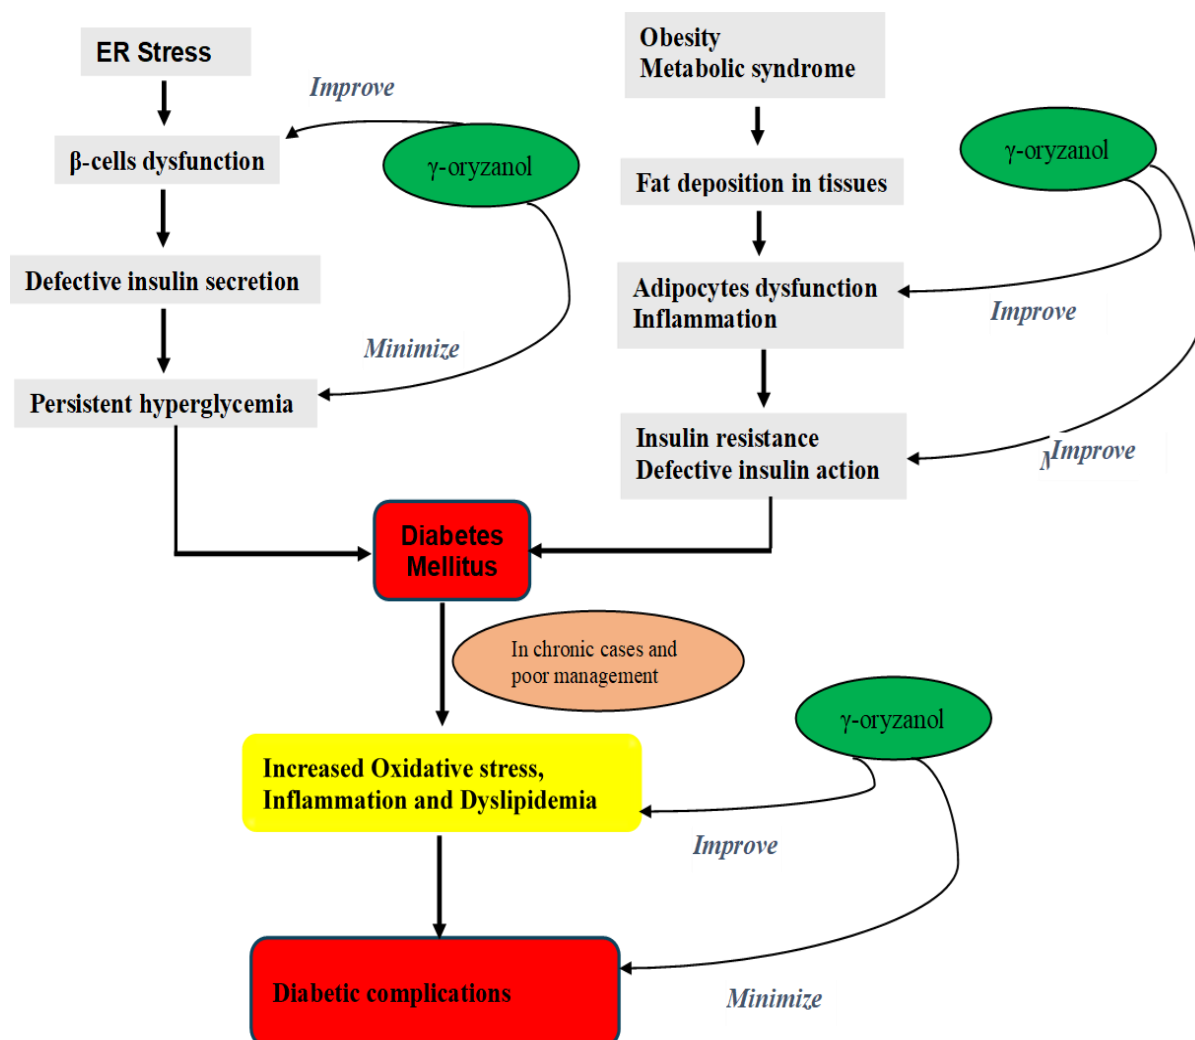 ER Stress
Obesity
Metabolic syndrome
Improve
β-cells dysfunction
γ-oryzanol
γ-oryzanol
Fat deposition in tissues
Defective insulin secretion
Adipocytes dysfunction
Inflammation
Improve
Minimize
Persistent hyperglycemia
Insulin resistance
Defective insulin action
Improve
Diabetes
Mellitus
In chronic cases and
poor management
γ-oryzanol
Increased Oxidative stress,
Inflammation and Dyslipidemia
Improve
Diabetic complications
Minimize